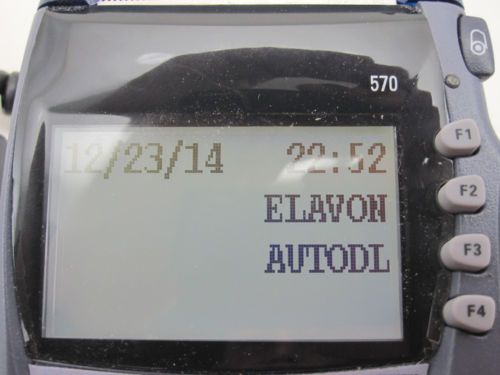 570
12/23/14 22:52
ELAVON
AUTODL
F1
F2
F3
F4